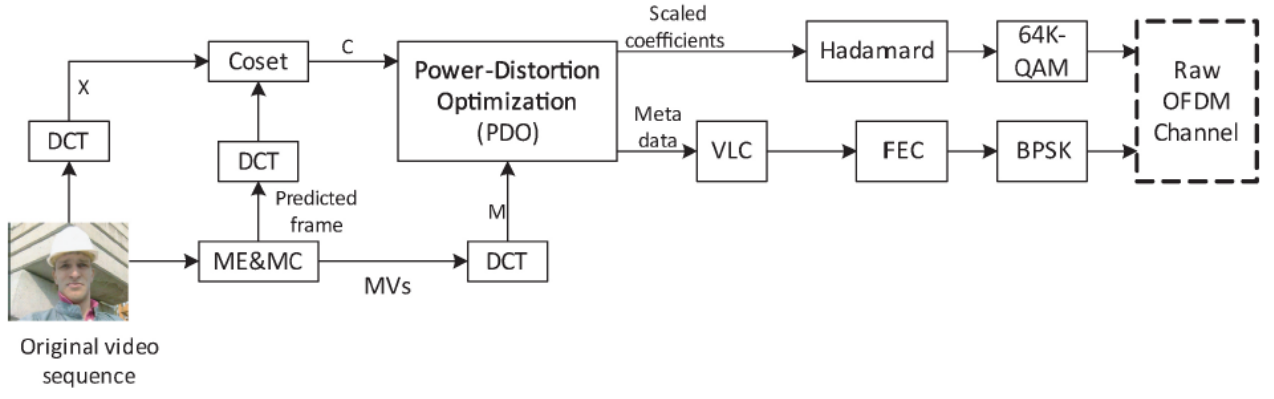 Scaled
coefficients
64K-
QAM
Hadamard
C
Coset
Power-Distortion
Optimization
(PDO)
Raw
OFDM
Channel
X
DCT
Meta
data
VLC
FEC
BPSK
DCT
Predicted
frame
M
ME&MC
MVs
DCT
Original video
sequence